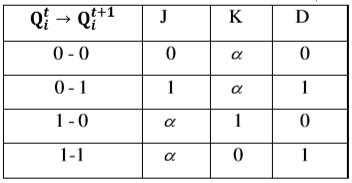 Q_i^t → Q_i^{t+1} J K D
0 - 0 0 α 0
0 - 1 1 α 1
1 - 0 α 1 0
1-1 α 0 1